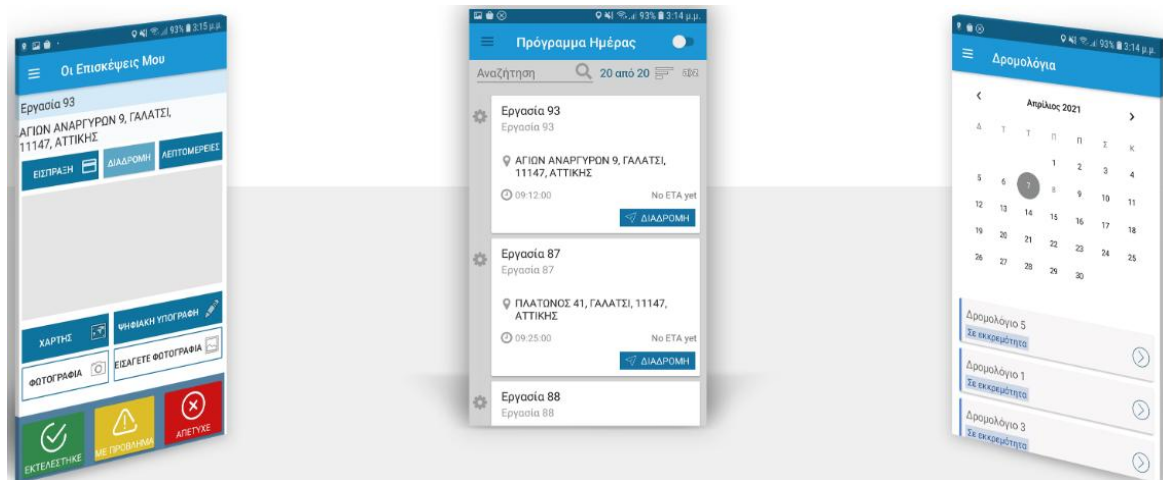 93% 3:15 μ.μ.
Οι Επισκέψεις Μου
Εργασία 93
ΑΓΙΩΝ ΑΝΑΡΓΥΡΩΝ 9, ΓΑΛΑΤΣΙ,
11147, ΑΤΤΙΚΗΣ
ΕΙΣΠΡΑΞΗ ΔΙΑΔΡΟΜΗ ΛΕΠΤΟΜΕΡΕΙΕΣ
ΧΑΡΤΗΣ ΨΗΦΙΑΚΗ ΥΠΟΓΡΑΦΗ
ΦΩΤΟΓΡΑΦΙΑ ΕΙΣΑΓΕΤΕ ΦΩΤΟΓΡΑΦΙΑ
ΕΚΤΕΛΕΣΤΗΚΕ ΜΕ ΠΡΟΒΛΗΜΑ ΑΠΕΤΥΧΕ
93% 3:14 μ.μ.
Πρόγραμμα Ημέρας
Αναζήτηση 20 από 20
Εργασία 93
Εργασία 93
ΑΓΙΩΝ ΑΝΑΡΓΥΡΩΝ 9, ΓΑΛΑΤΣΙ,
11147, ΑΤΤΙΚΗΣ
09:12:00 No ETA yet
ΔΙΑΔΡΟΜΗ
Εργασία 87
Εργασία 87
ΠΛΑΤΩΝΟΣ 41, ΓΑΛΑΤΣΙ, 11147,
ΑΤΤΙΚΗΣ
09:25:00 No ETA yet
ΔΙΑΔΡΟΜΗ
Εργασία 88
Εργασία 88
93% 3:14 μ.μ.
Δρομολόγια
Απρίλιος 2021
Δ Τ Τ Π Π Σ Κ
1 2 3 4
5 6 7 8 9 10 11
12 13 14 15 16 17 18
19 20 21 22 23 24 25
26 27 28 29 30
Δρομολόγιο 5
Σε εκκρεμότητα
Δρομολόγιο 1
Σε εκκρεμότητα
Δρομολόγιο 3
Σε εκκρεμότητα